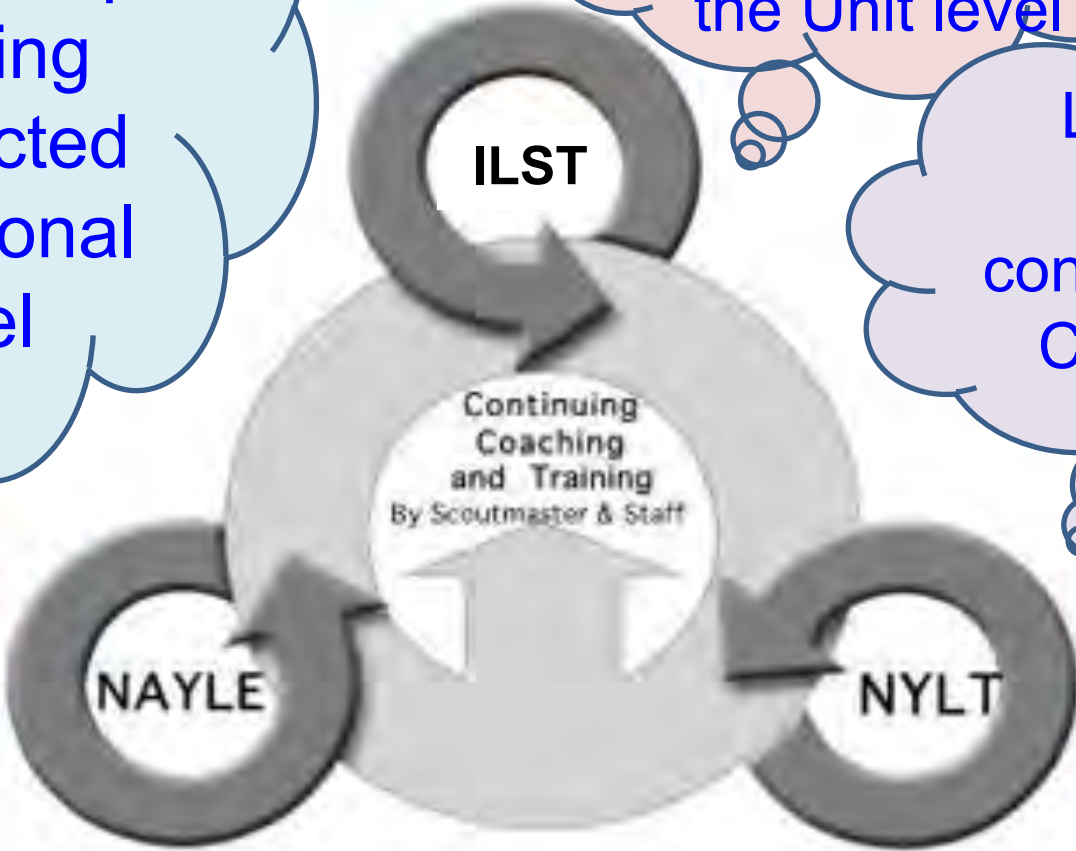 ing
cted
onal
el
the Unit level
L
con
C
ILST
Continuing
Coaching
and Training
By Scoutmaster & Staff
NAYLE
NYLT